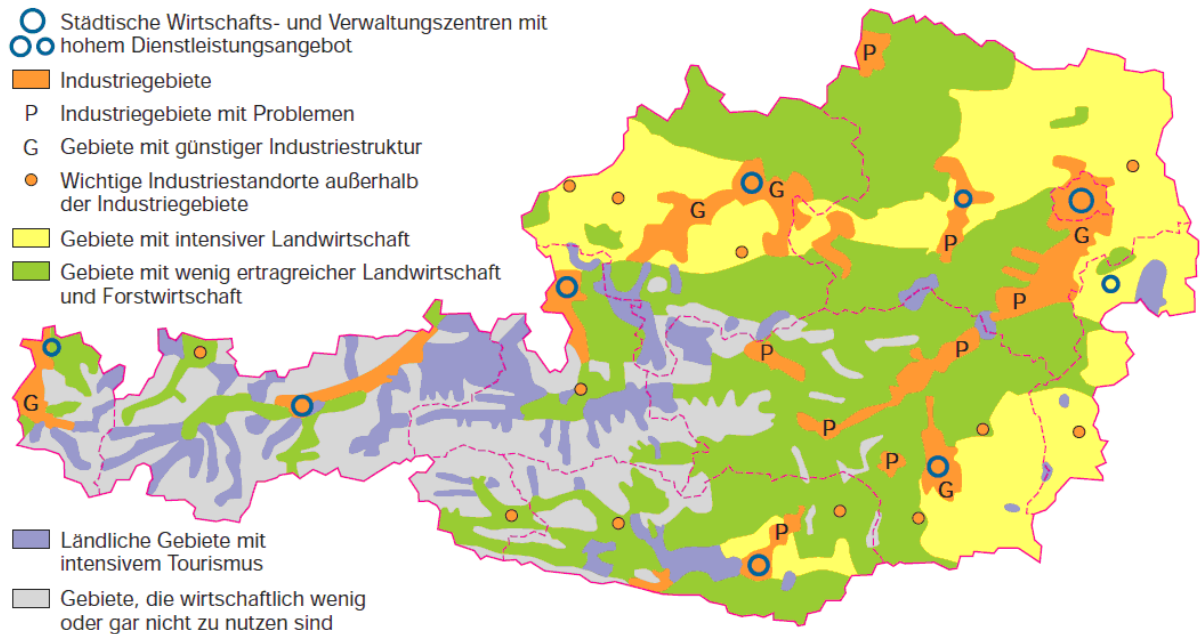 Städtische Wirtschafts- und Verwaltungszentren mit
hohem Dienstleistungsangebot
Industriegebiete
P Industriegebiete mit Problemen
G Gebiete mit günstiger Industriestruktur
Wichtige Industriestandorte außerhalb
der Industriegebiete
Gebiete mit intensiver Landwirtschaft
Gebiete mit wenig ertragreicher Landwirtschaft
und Forstwirtschaft
P
G
G
G
P
P
P
P
G
P
P
G
P
Ländliche Gebiete mit
intensivem Tourismus
Gebiete, die wirtschaftlich wenig
oder gar nicht zu nutzen sind